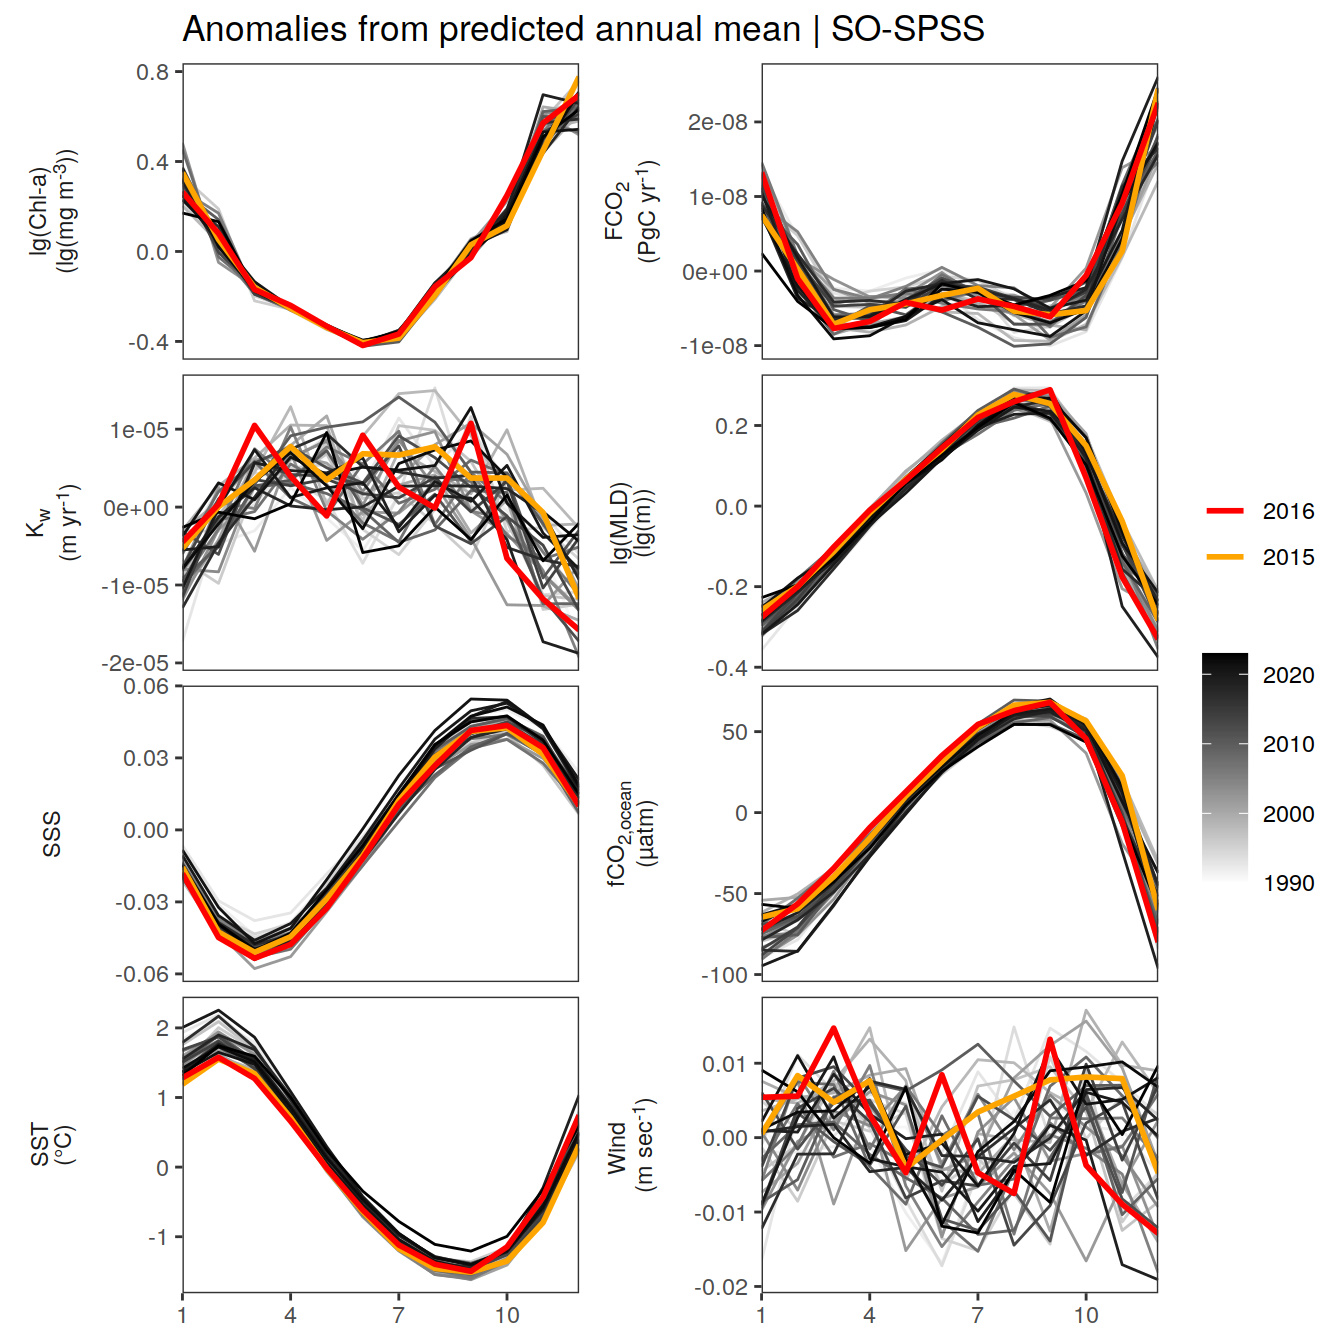 Anomalies from predicted annual mean | SO-SPSS
lg(Chl-a)
(lg(mg m⁻³))
0.8
0.4
0.0
-0.4
FCO₂
(PgC yr⁻¹)
2e-08
1e-08
0e+00
-1e-08
K_w
(m yr⁻¹)
1e-05
0e+00
-1e-05
-2e-05
lg(MLD)
(lg(m))
0.2
0.0
-0.2
-0.4
SSS
0.06
0.03
0.00
-0.03
-0.06
fCO₂,ocean
(µatm)
50
0
-50
-100
SST
(°C)
2
1
0
-1
1
4
7
10
Wind
(m sec⁻¹)
0.01
0.00
-0.01
-0.02
1
4
7
10
2016
2015
2020
2010
2000
1990